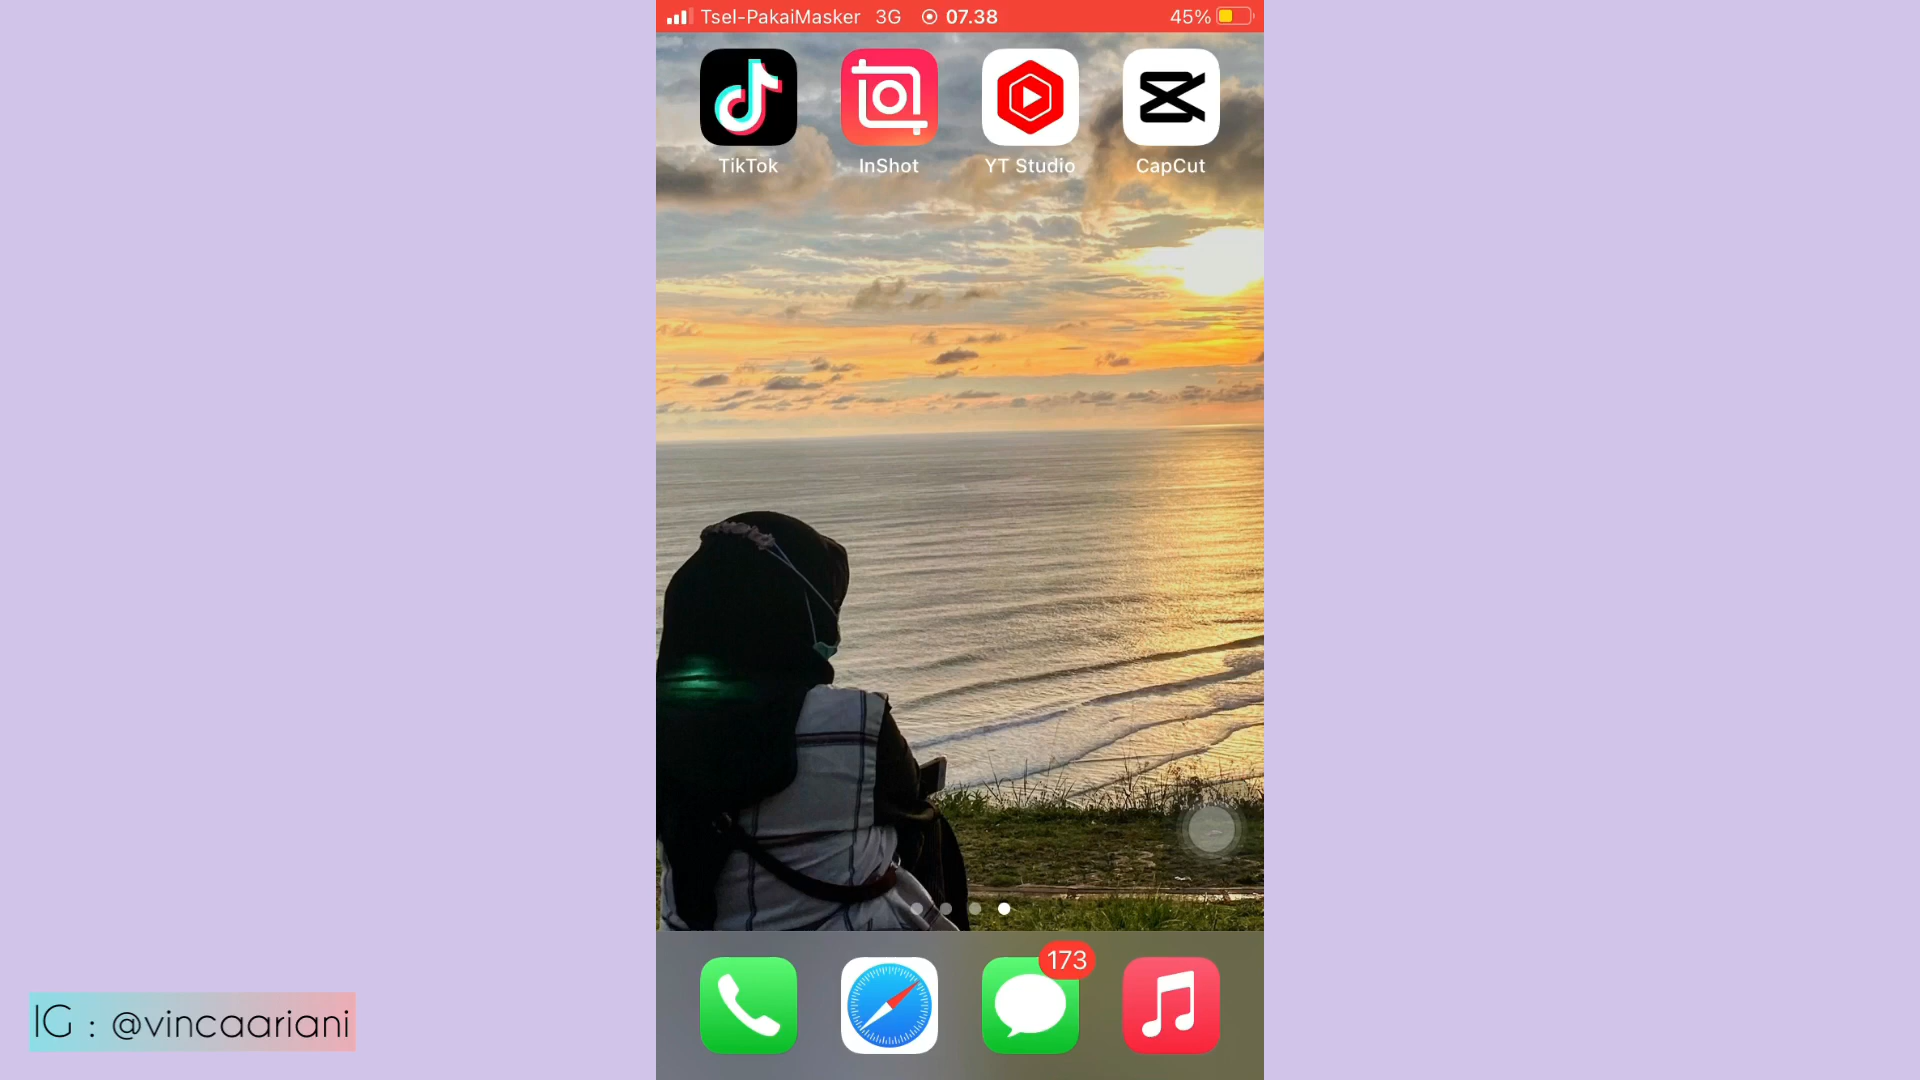 Tsel-PakaiMasker 3G 07.38 45%
TikTok InShot YT Studio CapCut
173
IG : @vincaariani